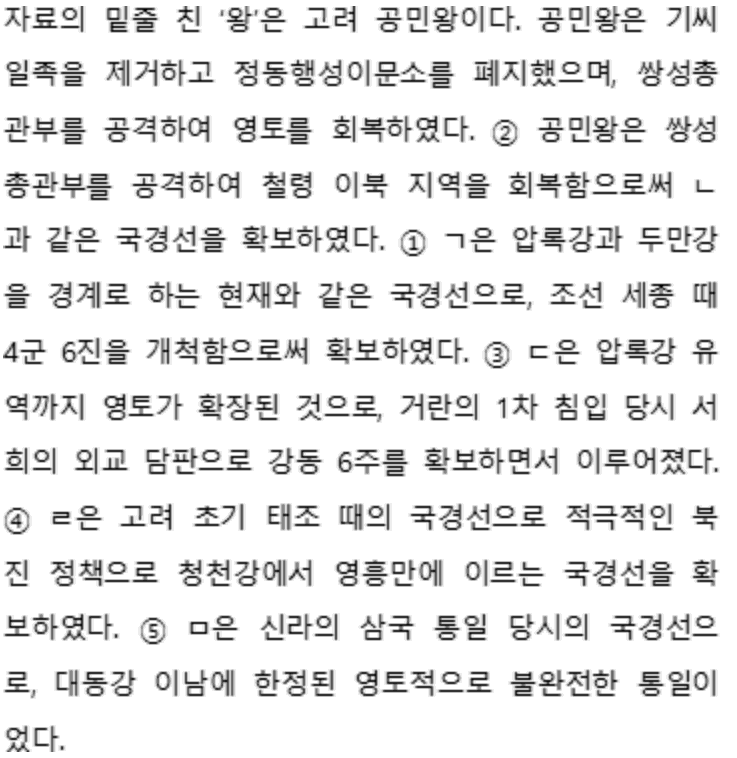 자료의 밑줄 친 '왕'은 고려 공민왕이다. 공민왕은 기씨
일족을 제거하고 정동행성이문소를 폐지했으며, 쌍성총
관부를 공격하여 영토를 회복하였다. ② 공민왕은 쌍성
총관부를 공격하여 철령 이북 지역을 회복함으로써 ㄴ
과 같은 국경선을 확보하였다. ① ㄱ은 압록강과 두만강
을 경계로 하는 현재와 같은 국경선으로, 조선 세종 때
4군 6진을 개척함으로써 확보하였다. ③ ㄷ은 압록강 유
역까지 영토가 확장된 것으로, 거란의 1차 침입 당시 서
희의 외교 담판으로 강동 6주를 확보하면서 이루어졌다.
④ ㄹ은 고려 초기 태조 때의 국경선으로 적극적인 북
진 정책으로 청천강에서 영흥만에 이르는 국경선을 확
보하였다. ⑤ ㅁ은 신라의 삼국 통일 당시의 국경선으
로, 대동강 이남에 한정된 영토적으로 불완전한 통일이
었다.